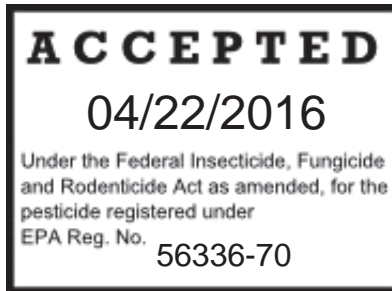 ACCEPTED
04/22/2016
Under the Federal Insecticide, Fungicide
and Rodenticide Act as amended, for the
pesticide registered under
EPA Reg. No. 56336-70